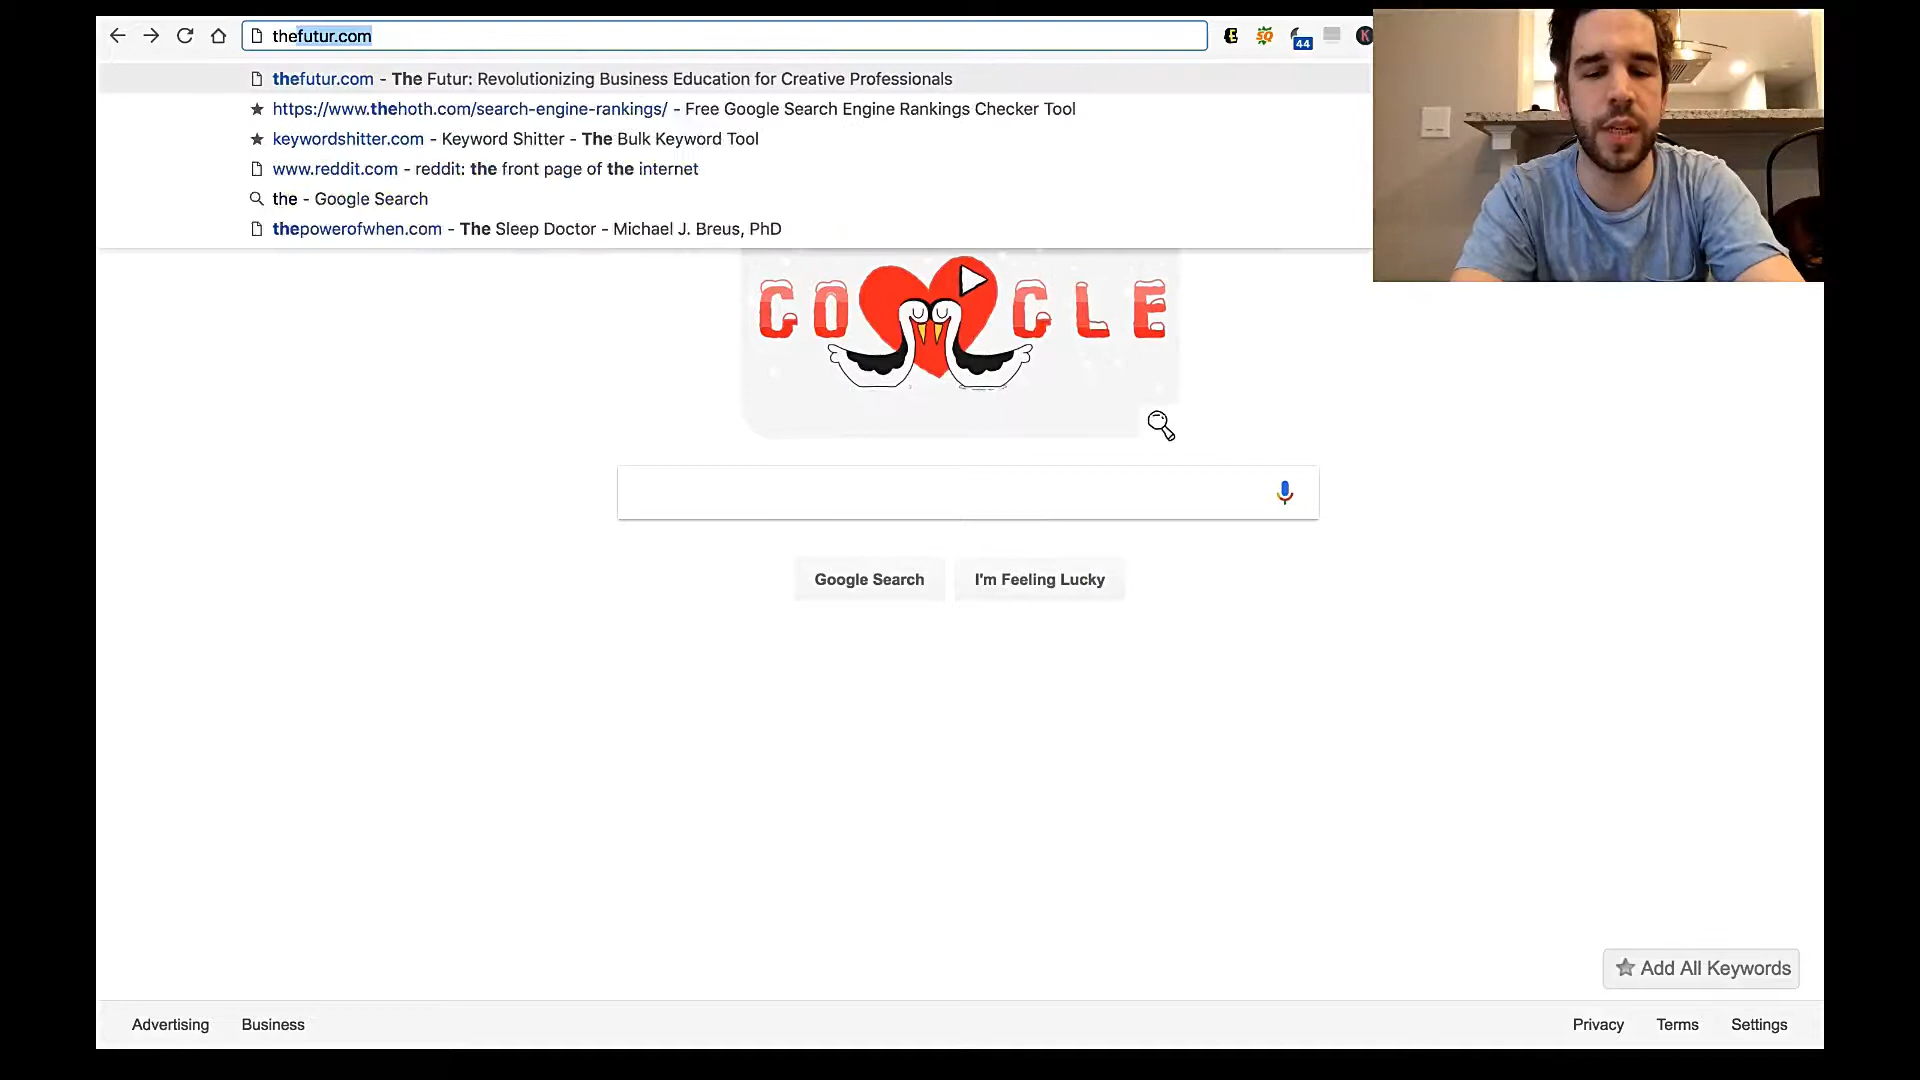 thefutur.com
44
K
thefutur.com - The Futur: Revolutionizing Business Education for Creative Professionals
https://www.thehoth.com/search-engine-rankings/ - Free Google Search Engine Rankings Checker Tool
keywordshitter.com - Keyword Shitter - The Bulk Keyword Tool
www.reddit.com - reddit: the front page of the internet
the - Google Search
thepowerofwhen.com - The Sleep Doctor - Michael J. Breus, PhD
GO GLE
Google Search
I'm Feeling Lucky
Add All Keywords
Advertising
Business
Privacy
Terms
Settings